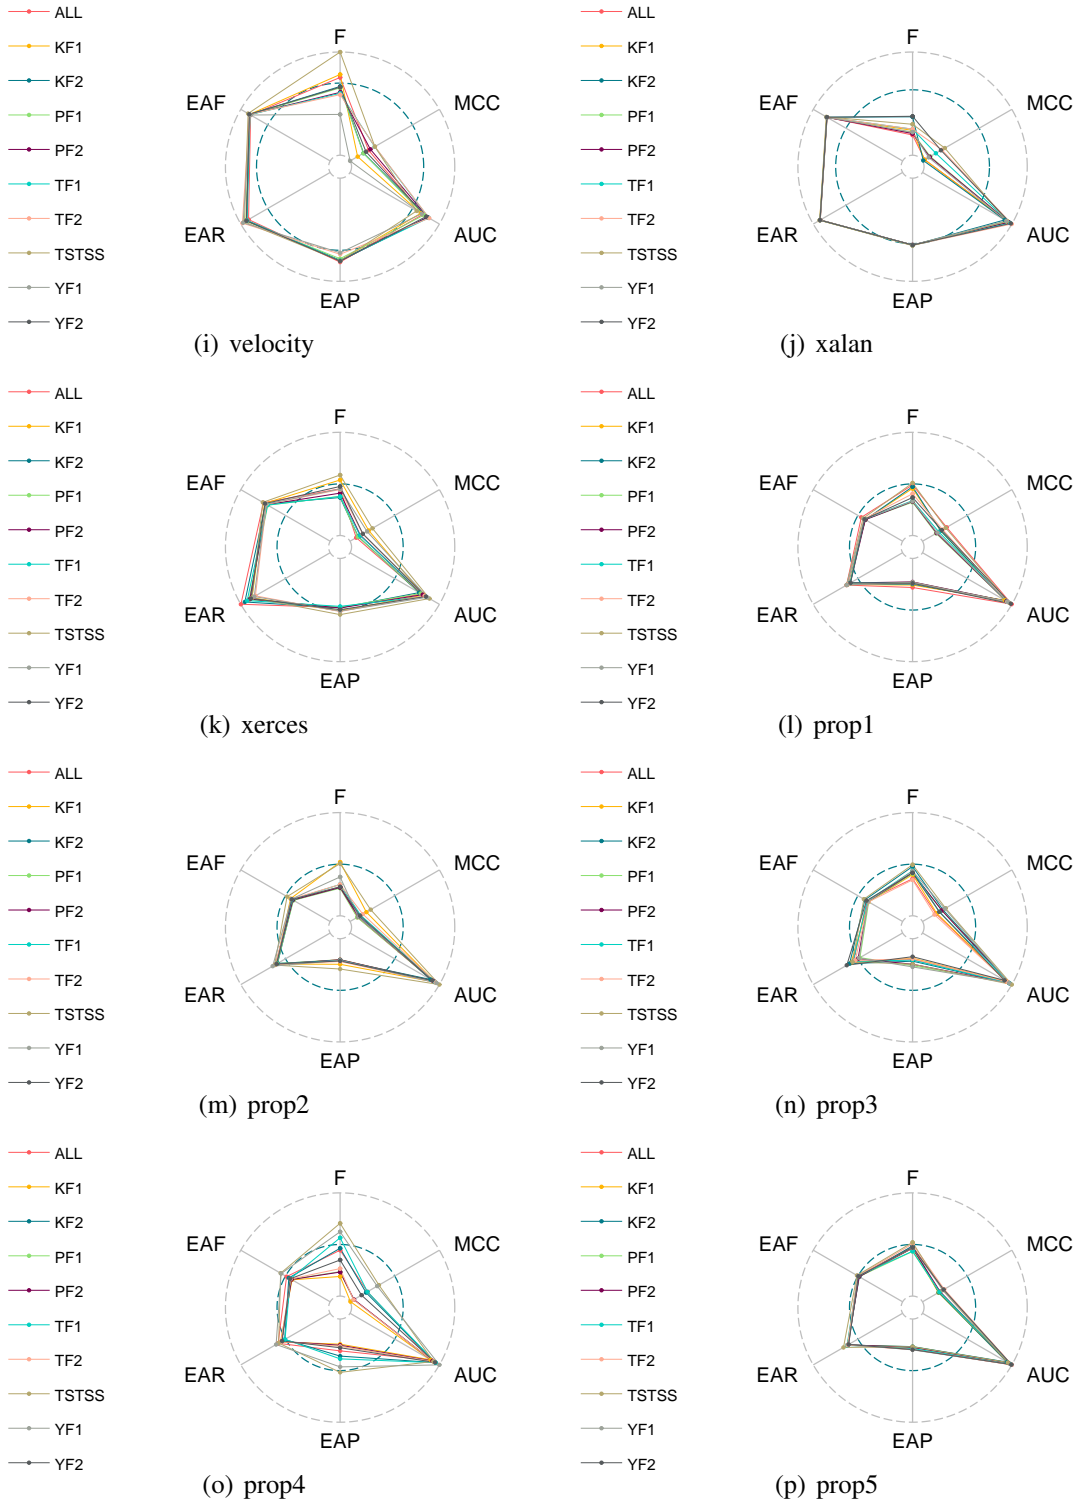 ALL
KF1
KF2
PF1
PF2
TF1
TF2
TSTSS
YF1
YF2
F
MCC
AUC
EAP
EAR
EAF
(i) velocity
ALL
KF1
KF2
PF1
PF2
TF1
TF2
TSTSS
YF1
YF2
F
MCC
AUC
EAP
EAR
EAF
(j) xalan
ALL
KF1
KF2
PF1
PF2
TF1
TF2
TSTSS
YF1
YF2
F
MCC
AUC
EAP
EAR
EAF
(k) xerces
ALL
KF1
KF2
PF1
PF2
TF1
TF2
TSTSS
YF1
YF2
F
MCC
AUC
EAP
EAR
EAF
(l) prop1
ALL
KF1
KF2
PF1
PF2
TF1
TF2
TSTSS
YF1
YF2
F
MCC
AUC
EAP
EAR
EAF
(m) prop2
ALL
KF1
KF2
PF1
PF2
TF1
TF2
TSTSS
YF1
YF2
F
MCC
AUC
EAP
EAR
EAF
(n) prop3
ALL
KF1
KF2
PF1
PF2
TF1
TF2
TSTSS
YF1
YF2
F
MCC
AUC
EAP
EAR
EAF
(o) prop4
ALL
KF1
KF2
PF1
PF2
TF1
TF2
TSTSS
YF1
YF2
F
MCC
AUC
EAP
EAR
EAF
(p) prop5